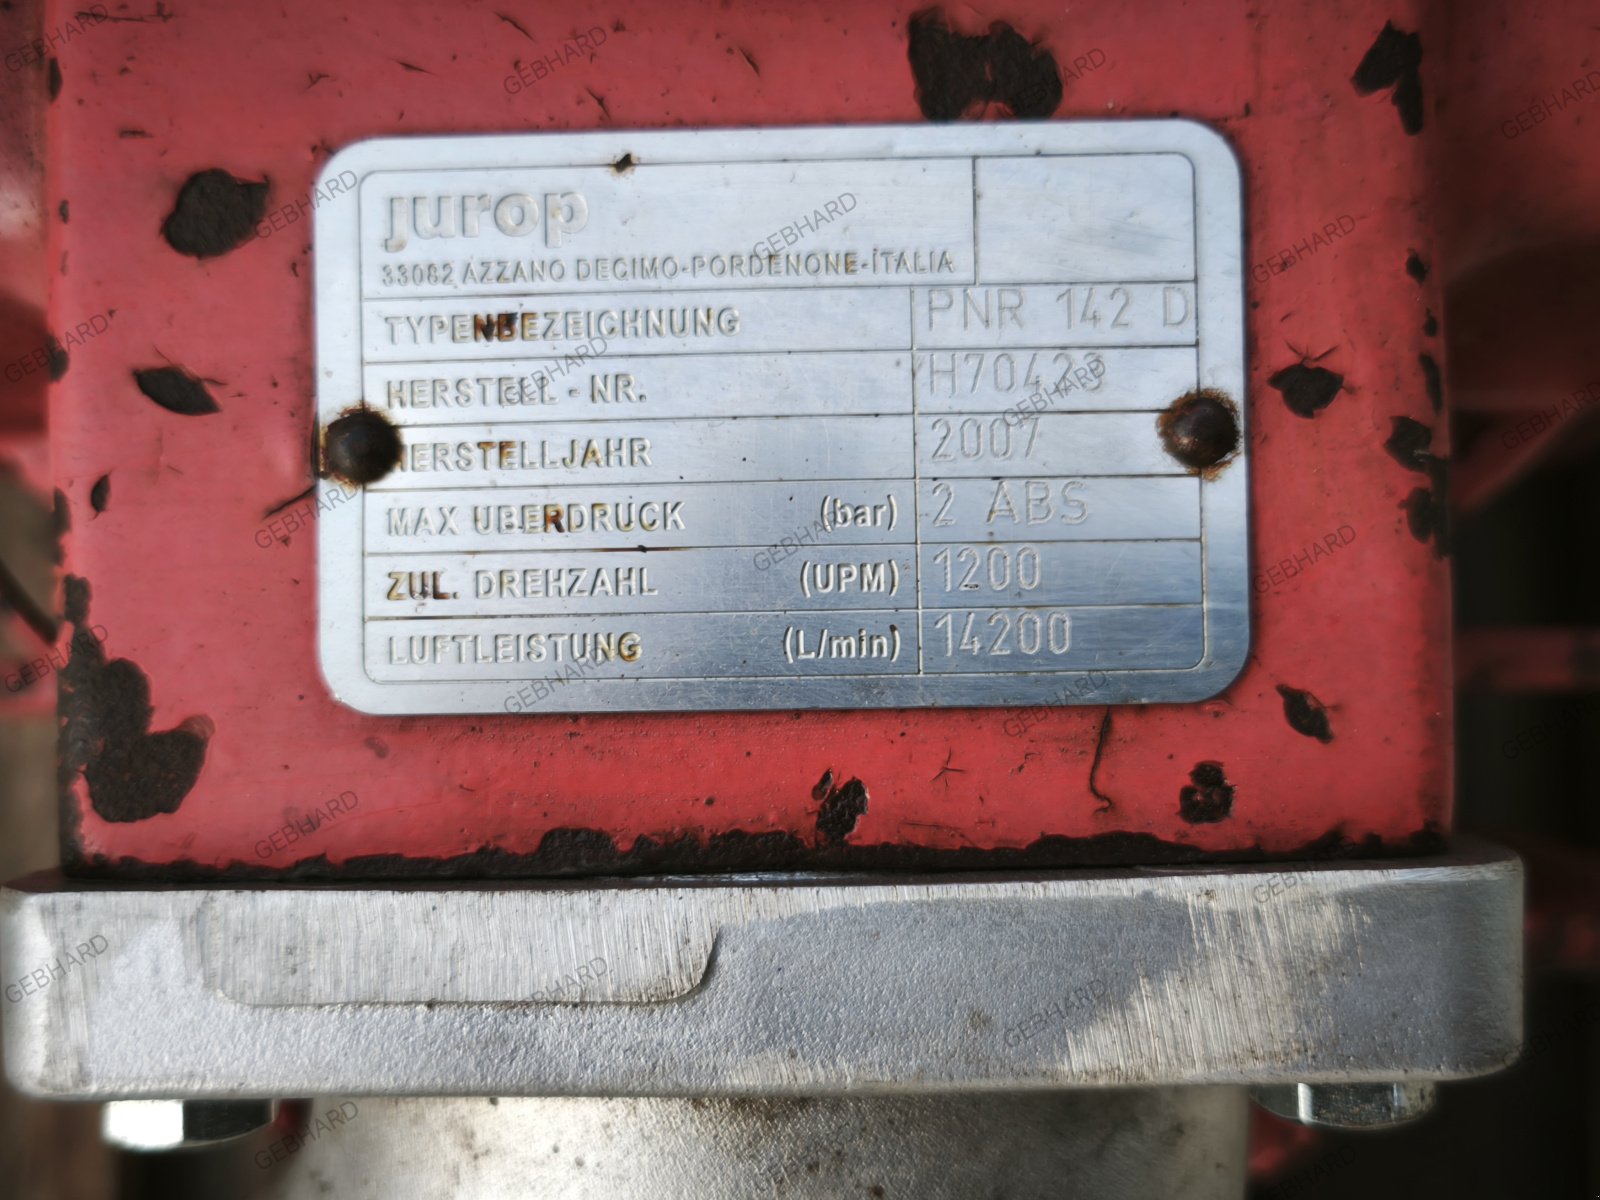 jurop
33082 AZZANO DECIMO-PORDENONE-ITALIA
TYPENBEZEICHNUNG PNR 142 D
HERSTELL - NR. H70423
HERSTELLJAHR 2007
MAX UBERDRUCK (bar) 2 ABS
ZUL. DREHZAHL (UPM) 1200
LUFTLEISTUNG (L/min) 14200
GEBHARD